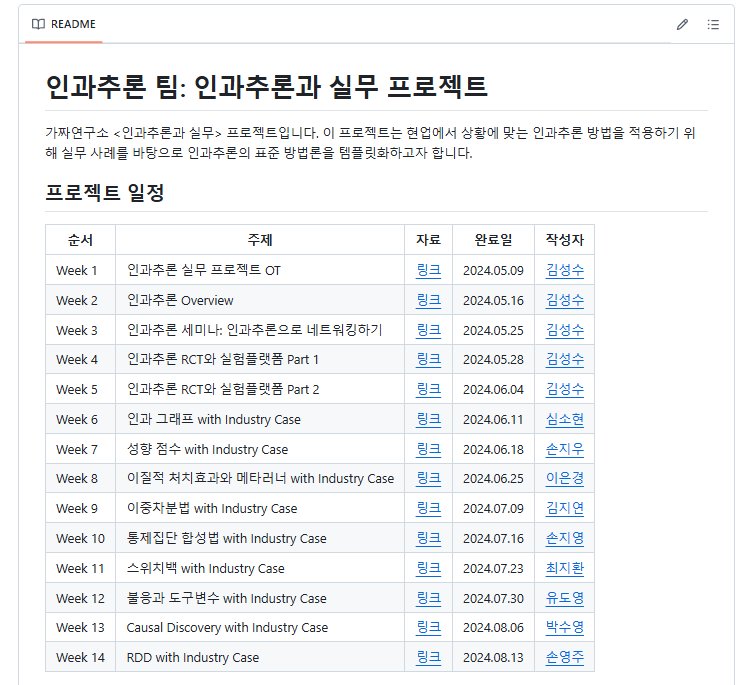 README
인과추론 팀: 인과추론과 실무 프로젝트
가짜연구소 <인과추론과 실무> 프로젝트입니다. 이 프로젝트는 현업에서 상황에 맞는 인과추론 방법을 적용하기 위
해 실무 사례를 바탕으로 인과추론의 표준 방법론을 템플릿화하고자 합니다.
프로젝트 일정
순서 주제 자료 완료일 작성자
Week 1 인과추론 실무 프로젝트 OT 링크 2024.05.09 김성수
Week 2 인과추론 Overview 링크 2024.05.16 김성수
Week 3 인과추론 세미나: 인과추론으로 네트워킹하기 링크 2024.05.25 김성수
Week 4 인과추론 RCT와 실험플랫폼 Part 1 링크 2024.05.28 김성수
Week 5 인과추론 RCT와 실험플랫폼 Part 2 링크 2024.06.04 김성수
Week 6 인과 그래프 with Industry Case 링크 2024.06.11 심소현
Week 7 성향 점수 with Industry Case 링크 2024.06.18 손지우
Week 8 이질적 처치효과와 메타러너 with Industry Case 링크 2024.06.25 이은경
Week 9 이중차분법 with Industry Case 링크 2024.07.09 김지연
Week 10 통제집단 합성법 with Industry Case 링크 2024.07.16 손지영
Week 11 스위치백 with Industry Case 링크 2024.07.23 최지환
Week 12 불응과 도구변수 with Industry Case 링크 2024.07.30 유도영
Week 13 Causal Discovery with Industry Case 링크 2024.08.06 박수영
Week 14 RDD with Industry Case 링크 2024.08.13 손영주